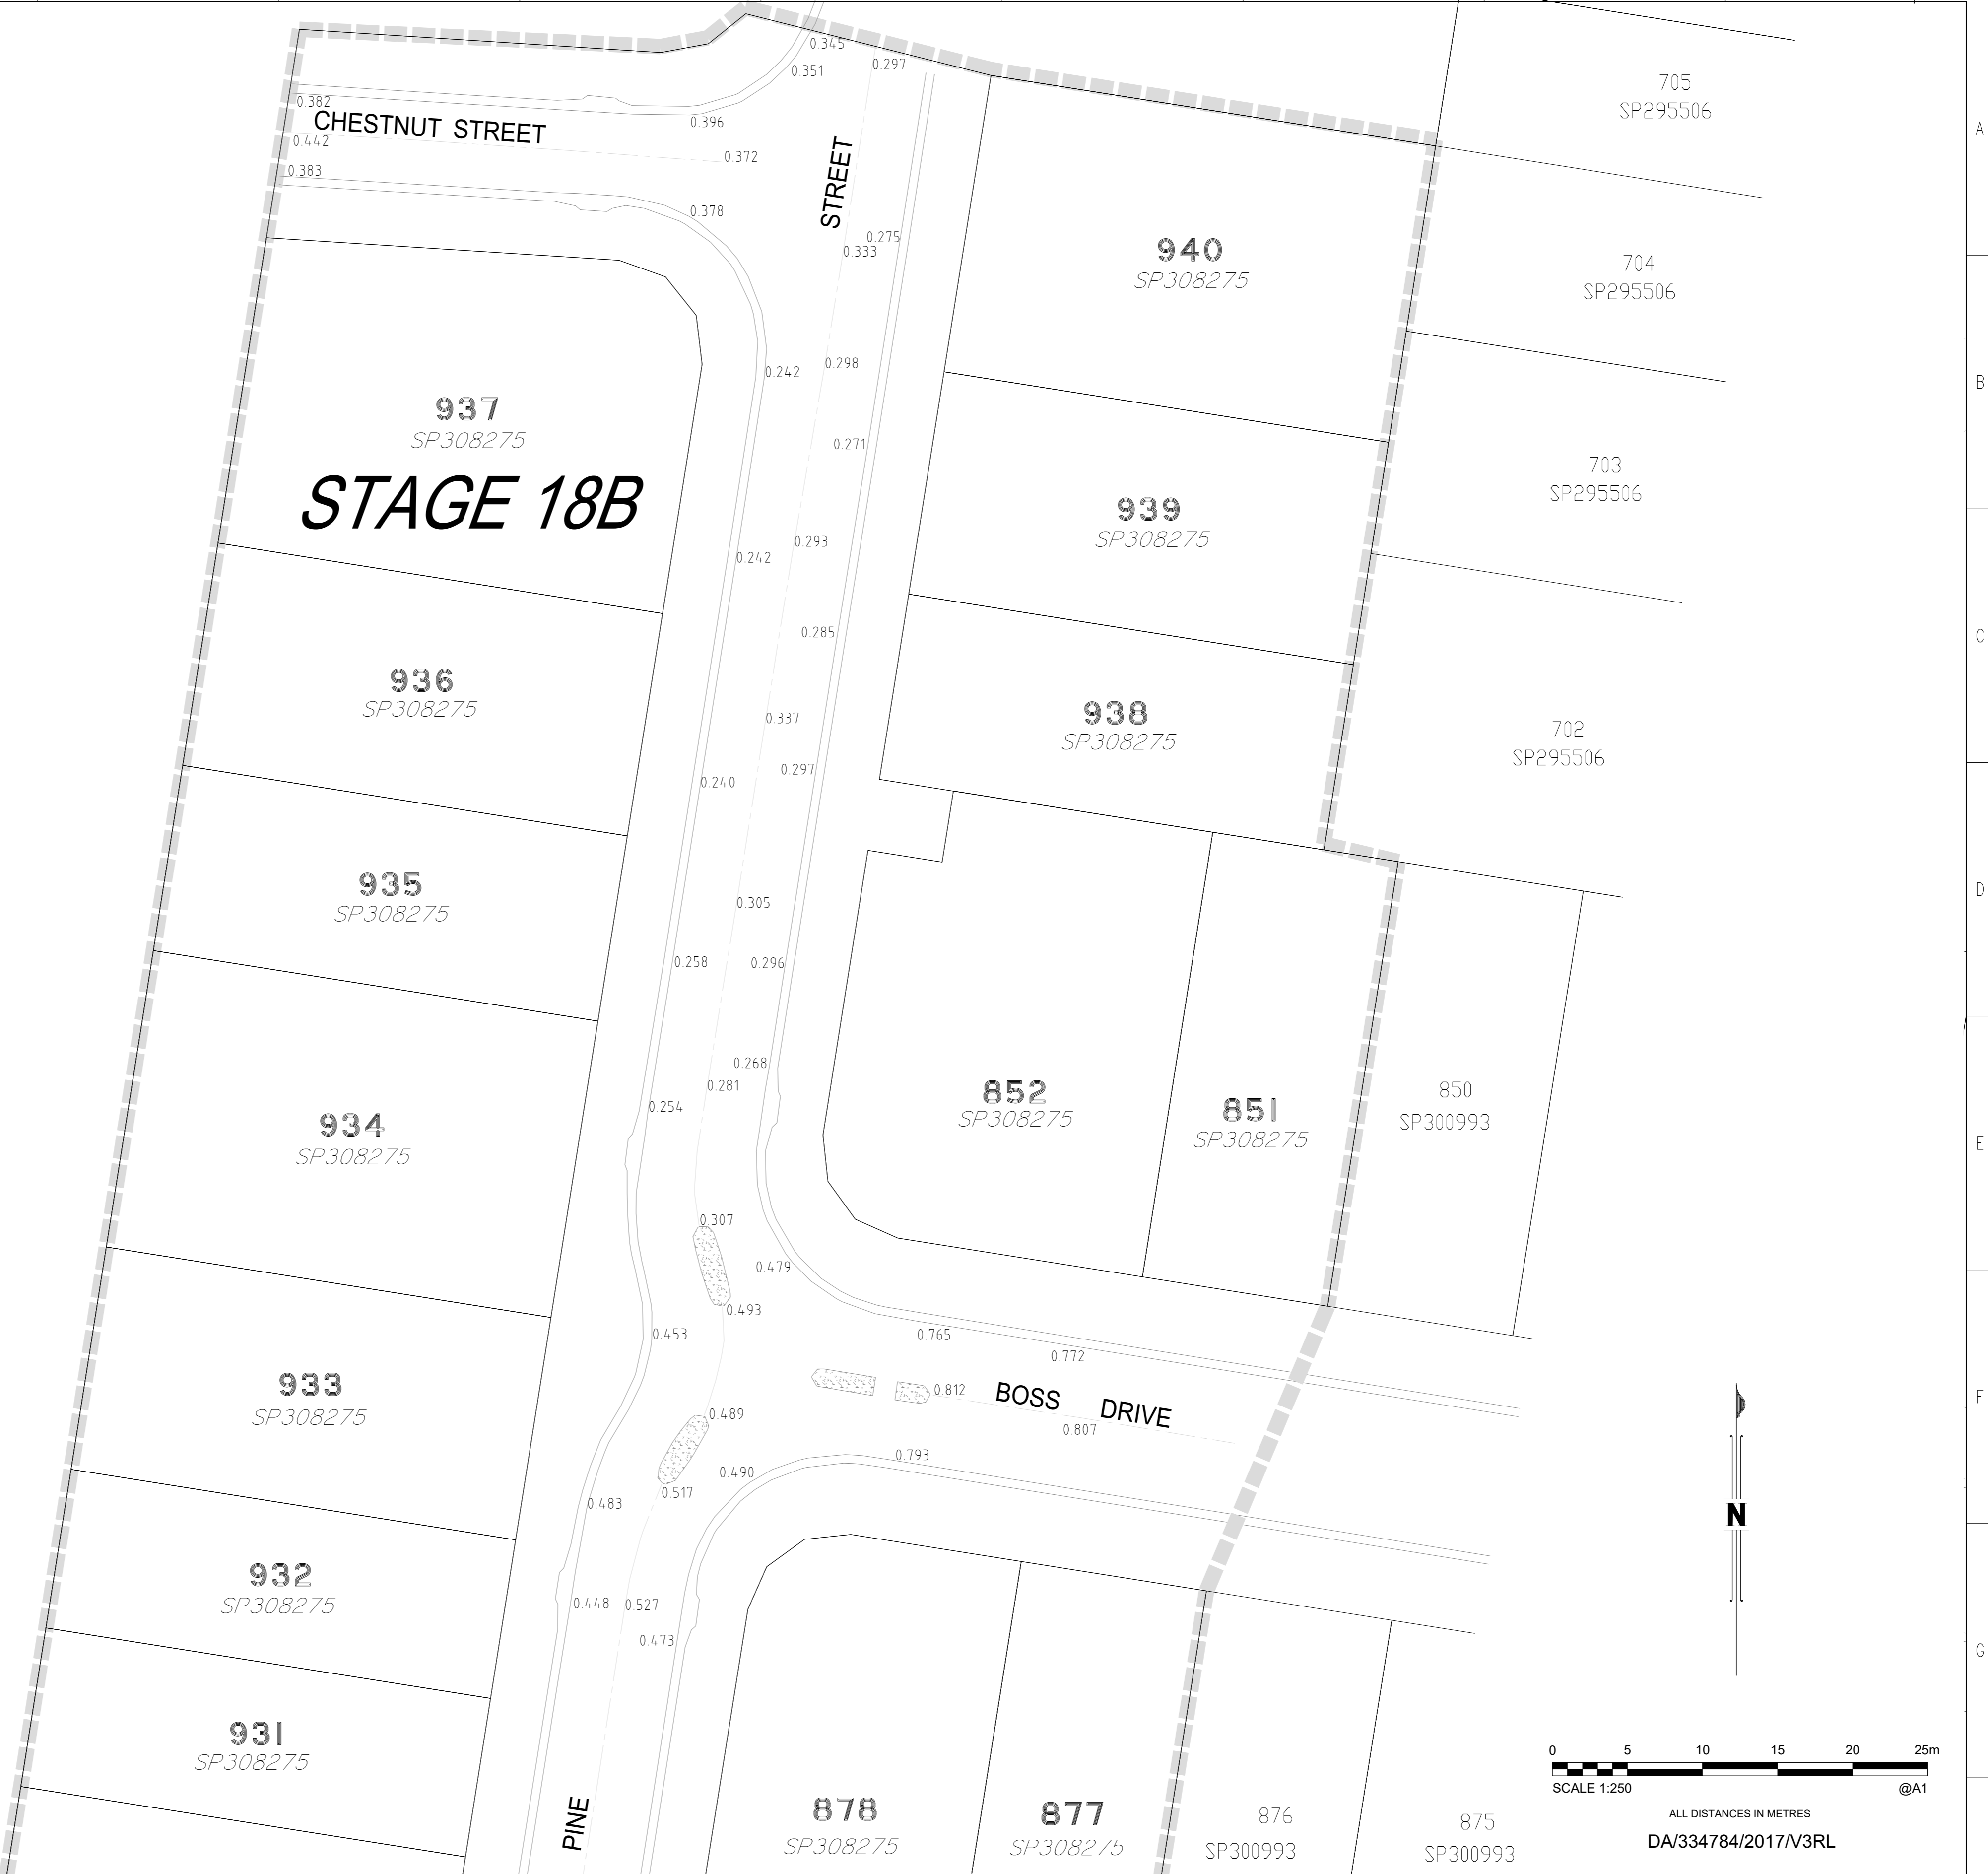 0.345
0.297
0.351
705
SP295506
A
0.382
CHESTNUT STREET
0.396
0.442
0.372
0.383
STREET
0.378
0.275
0.333
940
SP308275
704
SP295506
0.298
0.242
B
937
SP308275
0.271
703
SP295506
STAGE 18B
939
SP308275
0.293
0.242
0.285
C
936
SP308275
938
SP308275
0.337
702
SP295506
0.297
0.240
935
SP308275
0.305
D
0.258
0.296
0.268
0.281
852
SP308275
850
SP300993
0.254
851
SP308275
934
SP308275
E
0.307
0.479
0.493
0.453
0.765
0.772
933
SP308275
0.812
BOSS DRIVE
F
0.489
0.807
0.793
0.490
0.517
0.483
N
932
SP308275
0.448
0.527
0.473
G
931
SP308275
0 5 10 15 20 25m
SCALE 1:250 @A1
ALL DISTANCES IN METRES
DA/334784/2017/V3RL
PINE
878
SP308275
877
SP308275
876
SP300993
875
SP300993